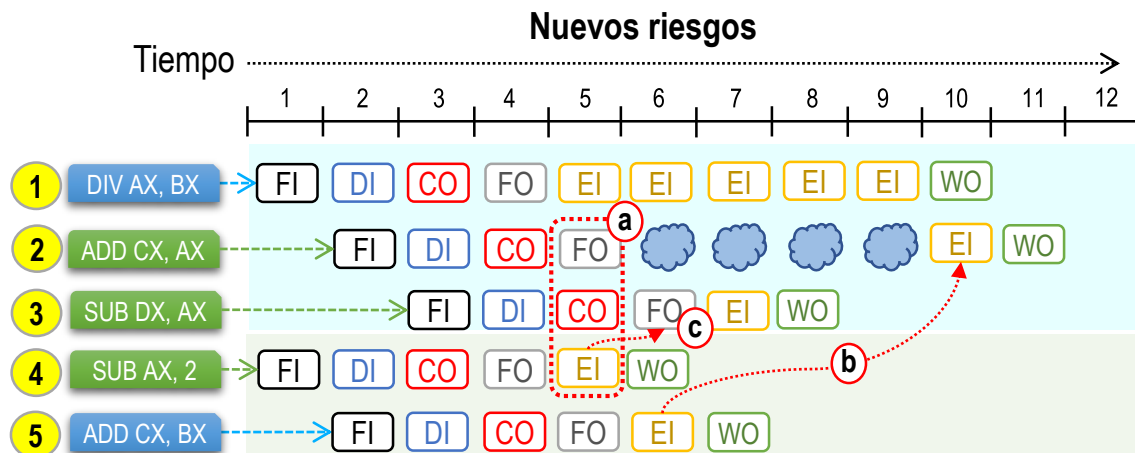 Nuevos riesgos
Tiempo
1 2 3 4 5 6 7 8 9 10 11 12
1 DIV AX, BX FI DI CO FO EI EI EI EI EI WO
a
2 ADD CX, AX FI DI CO FO EI WO
3 SUB DX, AX FI DI CO FO EI WO
c
4 SUB AX, 2 FI DI CO FO EI WO
b
5 ADD CX, BX FI DI CO FO EI WO